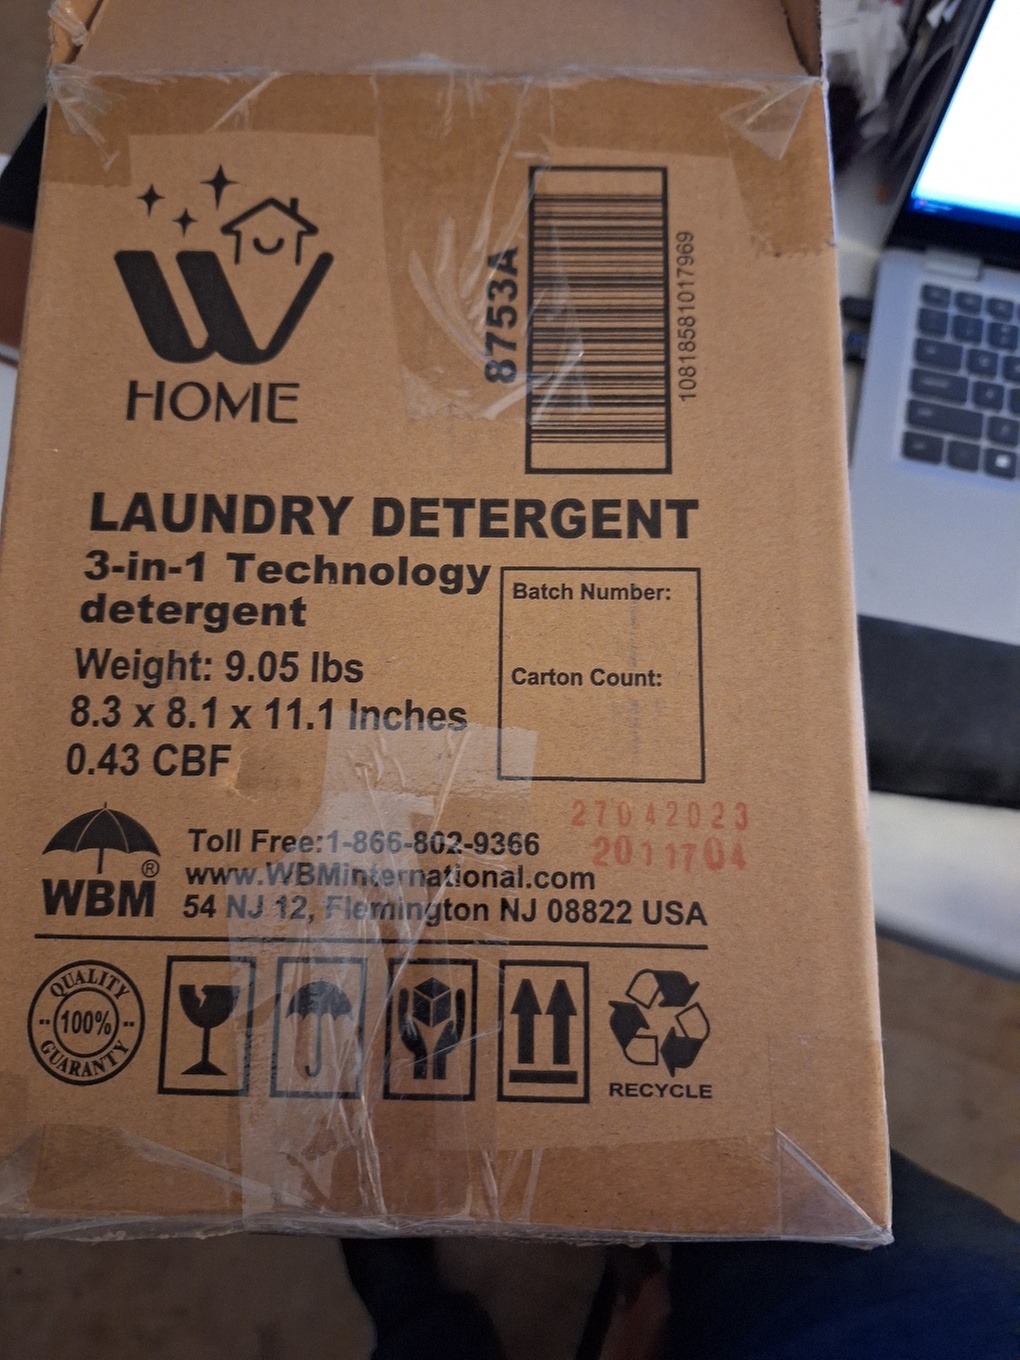 W
HOME
8753A
10818581017969
LAUNDRY DETERGENT
3-in-1 Technology
detergent
Weight: 9.05 lbs
8.3 x 8.1 x 11.1 Inches
0.43 CBF
Batch Number:
Carton Count:
27042023
2011704
WBM®
Toll Free:1-866-802-9366
www.WBMinternational.com
54 NJ 12, Flemington NJ 08822 USA
QUALITY
100%
GUARANTY
RECYCLE